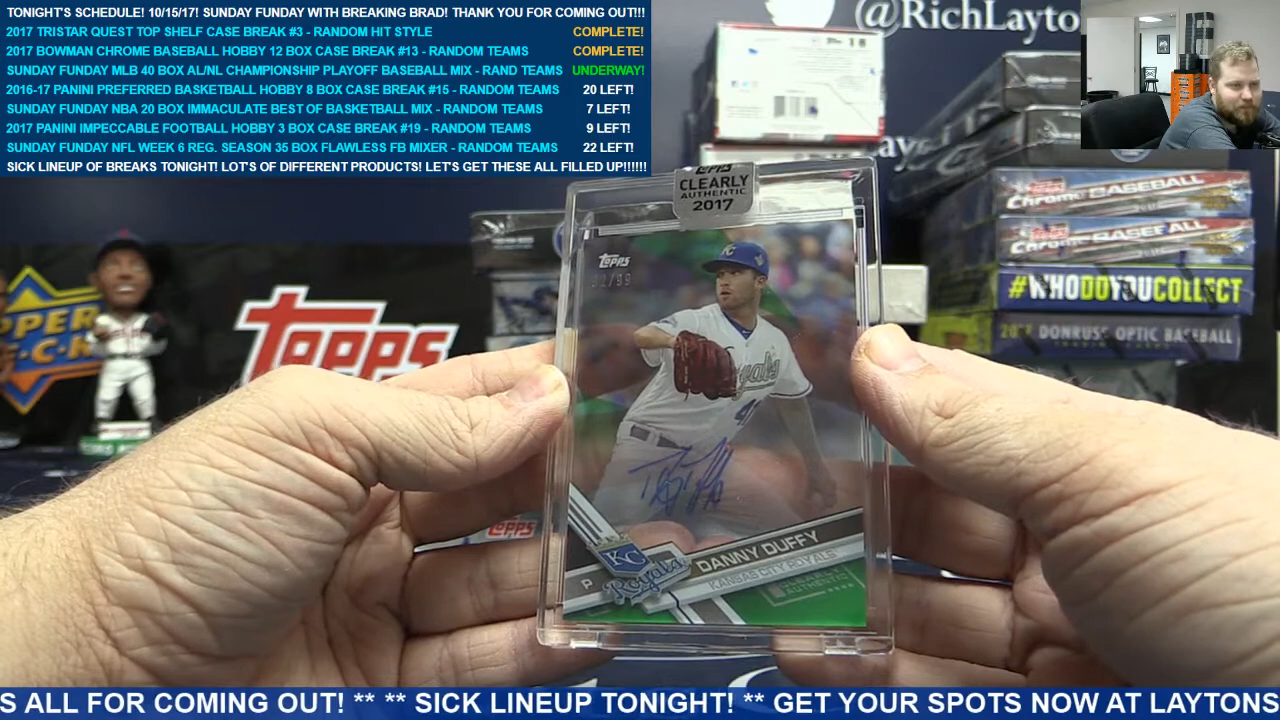 TONIGHT'S SCHEDULE! 10/15/17! SUNDAY FUNDAY WITH BREAKING BRAD! THANK YOU FOR COMING OUT!!!
2017 TRISTAR QUEST TOP SHELF CASE BREAK #3 - RANDOM HIT STYLE COMPLETE!
2017 BOWMAN CHROME BASEBALL HOBBY 12 BOX CASE BREAK #13 - RANDOM TEAMS COMPLETE!
SUNDAY FUNDAY MLB 40 BOX AL/NL CHAMPIONSHIP PLAYOFF BASEBALL MIX - RAND TEAMS UNDERWAY!
2016-17 PANINI PREFERRED BASKETBALL HOBBY 8 BOX CASE BREAK #15 - RANDOM TEAMS 20 LEFT!
SUNDAY FUNDAY NBA 20 BOX IMMACULATE BEST OF BASKETBALL MIX - RANDOM TEAMS 7 LEFT!
2017 PANINI IMPECCABLE FOOTBALL HOBBY 3 BOX CASE BREAK #19 - RANDOM TEAMS 9 LEFT!
SUNDAY FUNDAY NFL WEEK 6 REG. SEASON 35 BOX FLAWLESS FB MIXER - RANDOM TEAMS 22 LEFT!
SICK LINEUP OF BREAKS TONIGHT! LOT'S OF DIFFERENT PRODUCTS! LET'S GET THESE ALL FILLED UP!!!!!!
@RichLayto
TOPPS
CLEARLY
AUTHENTIC
2017
Topps
/99
KC
Royals
P
DANNY DUFFY
KANSAS CITY ROYALS
CLEARLY
AUTHENTIC
Topps
Chrome BASEBALL
Topps
Chrome BASEBALL
#WHODOYOUCOLLECT
2017 DONRUSS OPTIC BASEBALL
PPER
TOPPS
TOPPS
S ALL FOR COMING OUT! ** ** SICK LINEUP TONIGHT! ** GET YOUR SPOTS NOW AT LAYTONS